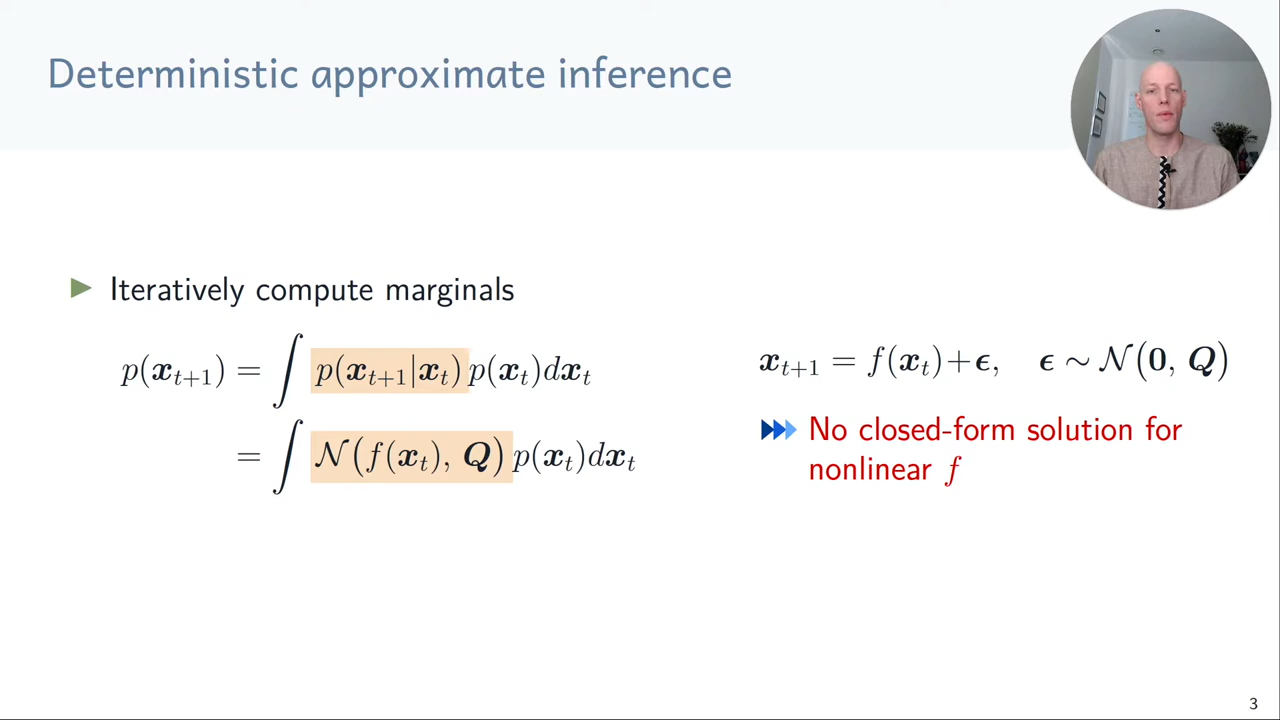 Deterministic approximate inference
▶ Iteratively compute marginals
p(x_{t+1}) = ∫ p(x_{t+1}|x_t) p(x_t)dx_t
= ∫ 𝒩(f(x_t), Q) p(x_t)dx_t
x_{t+1} = f(x_t)+ϵ, ϵ ∼ 𝒩(0, Q)
No closed-form solution for
nonlinear f
3